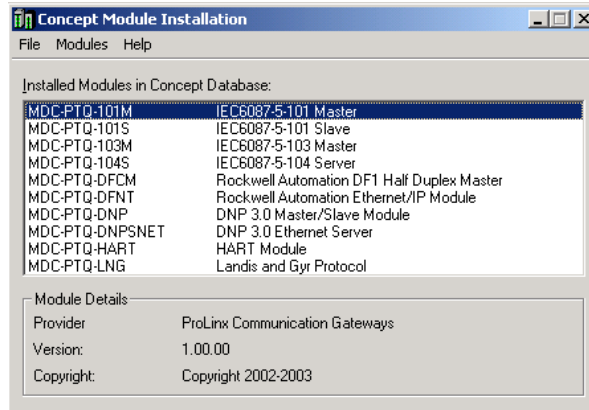 Concept Module Installation
File Modules Help
Installed Modules in Concept Database:
MDC-PTQ-101M IEC6087-5-101 Master
MDC-PTQ-101S IEC6087-5-101 Slave
MDC-PTQ-103M IEC6087-5-103 Master
MDC-PTQ-104S IEC6087-5-104 Server
MDC-PTQ-DFCM Rockwell Automation DF1 Half Duplex Master
MDC-PTQ-DFNT Rockwell Automation Ethernet/IP Module
MDC-PTQ-DNP DNP 3.0 Master/Slave Module
MDC-PTQ-DNPSNET DNP 3.0 Ethernet Server
MDC-PTQ-HART HART Module
MDC-PTQ-LNG Landis and Gyr Protocol
Module Details
Provider ProLinx Communication Gateways
Version: 1.00.00
Copyright: Copyright 2002-2003